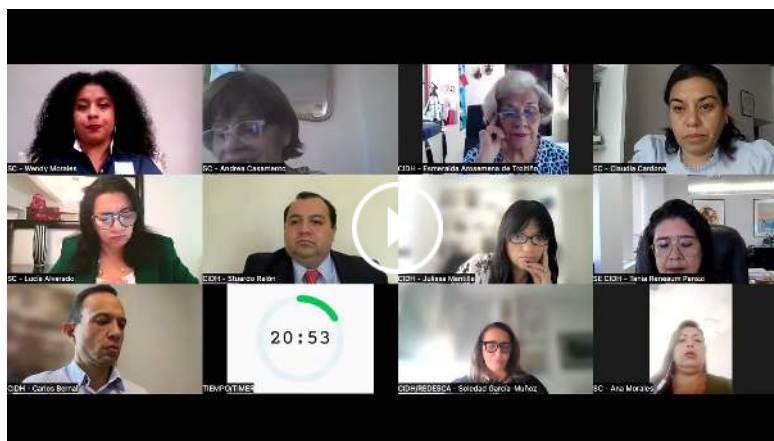 SC - Wendy Morales
SC - Andrea Casamento
CIDH - Esmeralda Arosemena de Troitiño
SC - Claudia Cardona
SC - Lucía Alvarado
CIDH - Stuardo Ralón
CIDH - Julissa Mantilla
SE CIDH - Tania Reneaum Panszi
CIDH - Carlos Bernal
20:53
TIEMPO/TIMER
CIDH/REDESCA - Soledad García Muñoz
SC - Ana Morales